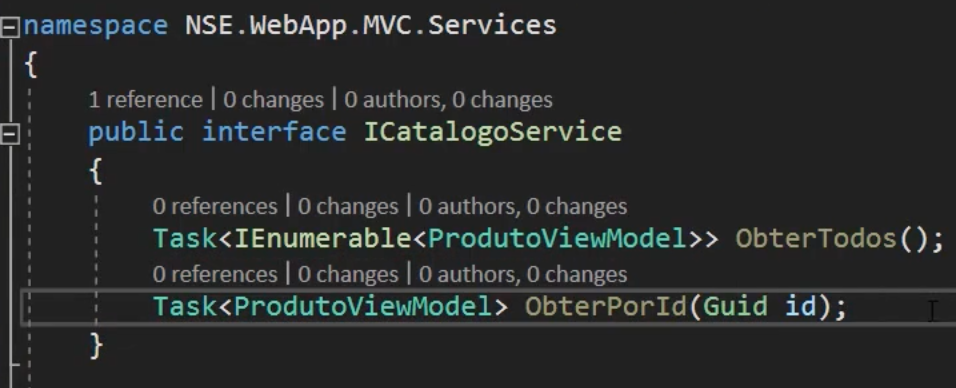 namespace NSE.WebApp.MVC.Services
{
1 reference | 0 changes | 0 authors, 0 changes
public interface ICatalogoService
{
0 references | 0 changes | 0 authors, 0 changes
Task<IEnumerable<ProdutoViewModel>> ObterTodos();
0 references | 0 changes | 0 authors, 0 changes
Task<ProdutoViewModel> ObterPorId(Guid id);
}